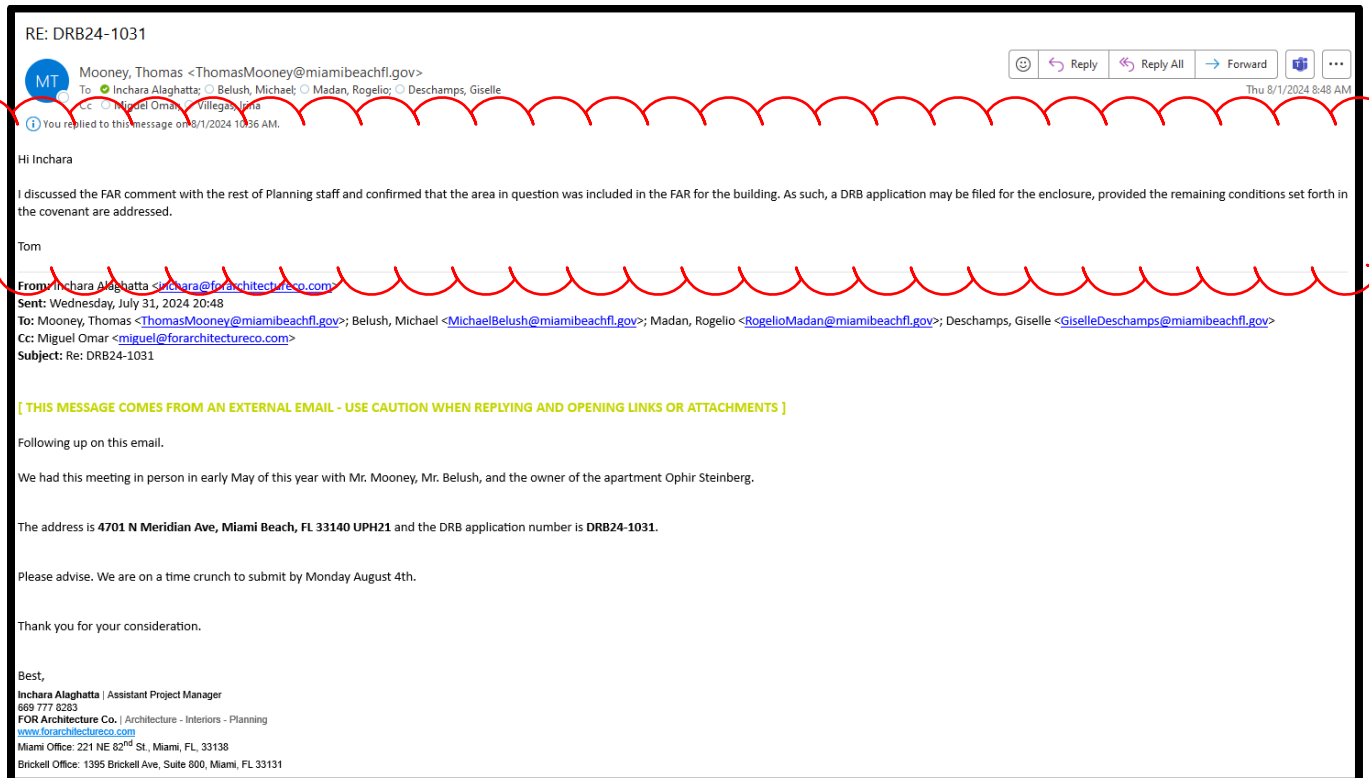 RE: DRB24-1031
MT
Mooney, Thomas <ThomasMooney@miamibeachfl.gov>
Reply
Reply All
Forward
To Inchara Alaghatta; Belush, Michael; Madan, Rogelio; Deschamps, Giselle
Thu 8/1/2024 8:48 AM
Cc Miguel Omar; Villegas, Irina
You replied to this message on 8/1/2024 10:36 AM.
Hi Inchara
I discussed the FAR comment with the rest of Planning staff and confirmed that the area in question was included in the FAR for the building. As such, a DRB application may be filed for the enclosure, provided the remaining conditions set forth in
the covenant are addressed.
Tom
From: Inchara Alaghatta <inchara@forarchitectureco.com>
Sent: Wednesday, July 31, 2024 20:48
To: Mooney, Thomas <ThomasMooney@miamibeachfl.gov>; Belush, Michael <MichaelBelush@miamibeachfl.gov>; Madan, Rogelio <RogelioMadan@miamibeachfl.gov>; Deschamps, Giselle <GiselleDeschamps@miamibeachfl.gov>
Cc: Miguel Omar <miguel@forarchitectureco.com>
Subject: Re: DRB24-1031
[ THIS MESSAGE COMES FROM AN EXTERNAL EMAIL - USE CAUTION WHEN REPLYING AND OPENING LINKS OR ATTACHMENTS ]
Following up on this email.
We had this meeting in person in early May of this year with Mr. Mooney, Mr. Belush, and the owner of the apartment Ophir Steinberg.
The address is 4701 N Meridian Ave, Miami Beach, FL 33140 UPH21 and the DRB application number is DRB24-1031.
Please advise. We are on a time crunch to submit by Monday August 4th.
Thank you for your consideration.
Best,
Inchara Alaghatta | Assistant Project Manager
669 777 8283
FOR Architecture Co. | Architecture - Interiors - Planning
www.forarchitectureco.com
Miami Office: 221 NE 82nd St., Miami, FL, 33138
Brickell Office: 1395 Brickell Ave, Suite 800, Miami, FL 33131